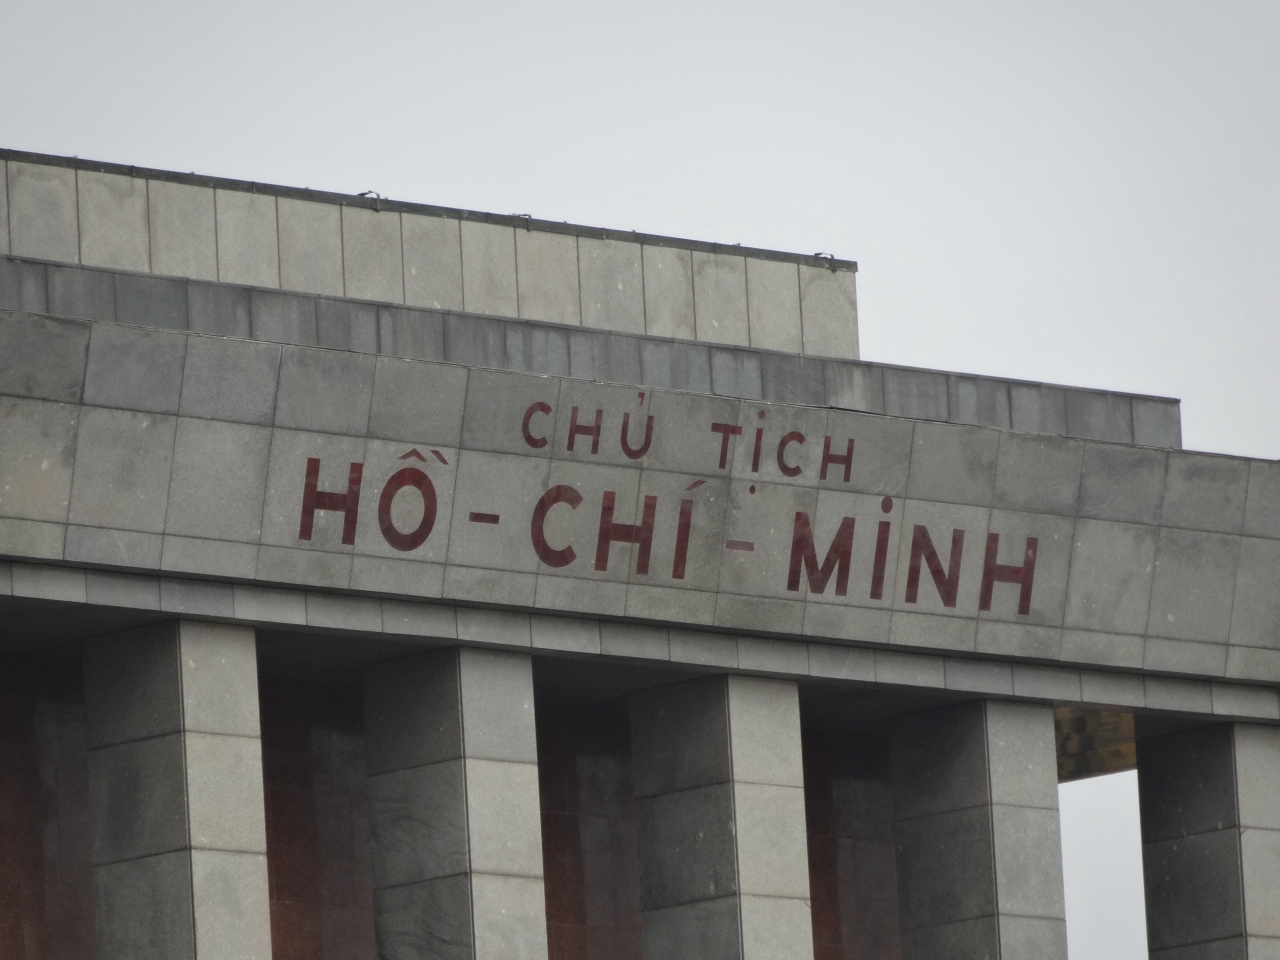 CHỦ TỊCH
HỒ - CHÍ - MINH